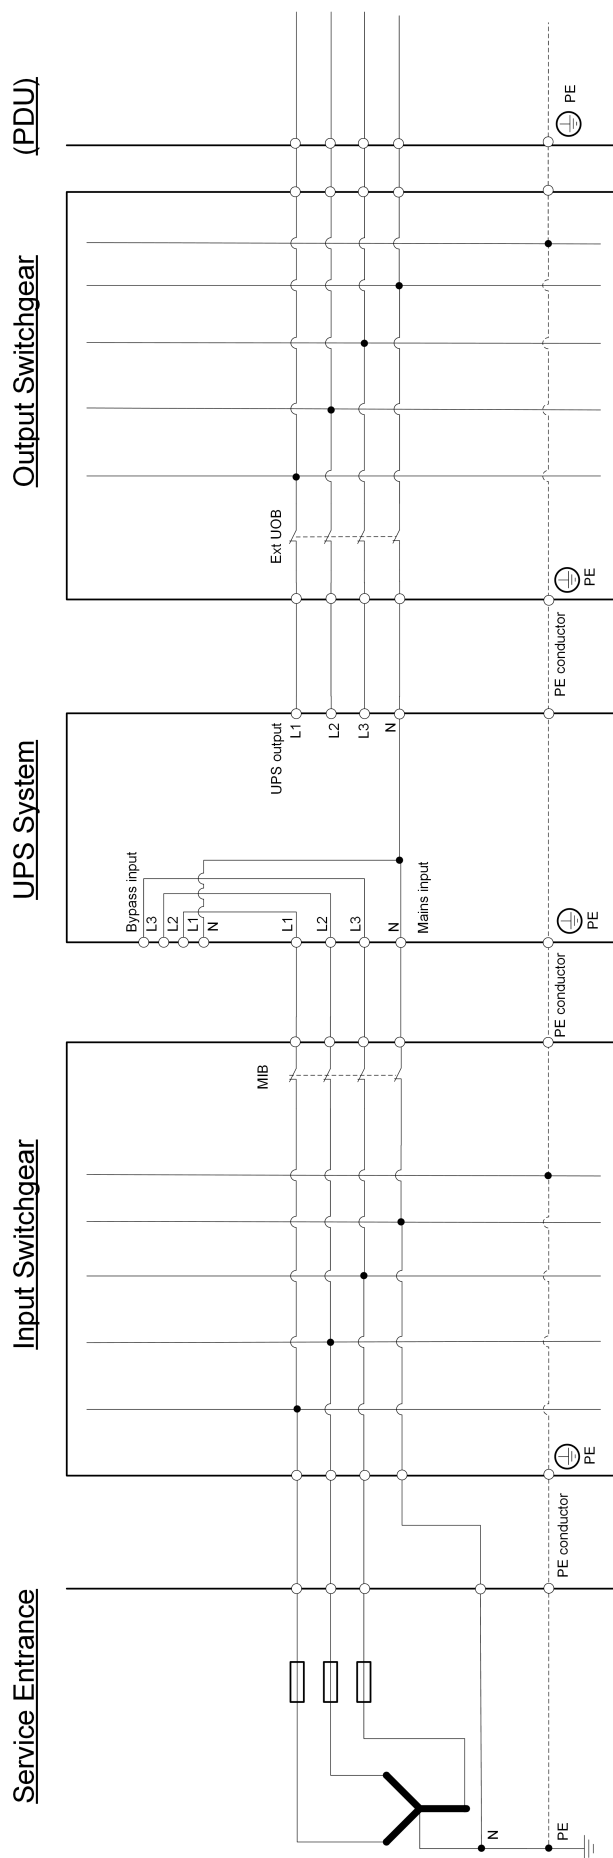 Service Entrance
Input Switchgear
UPS System
Output Switchgear
(PDU)
N
PE
PE conductor
PE
MIB
PE conductor
Bypass input
L3
L2
L1
N
L1
L2
L3
N
Mains input
PE
UPS output
L1
L2
L3
N
PE conductor
PE
Ext UOB
PE